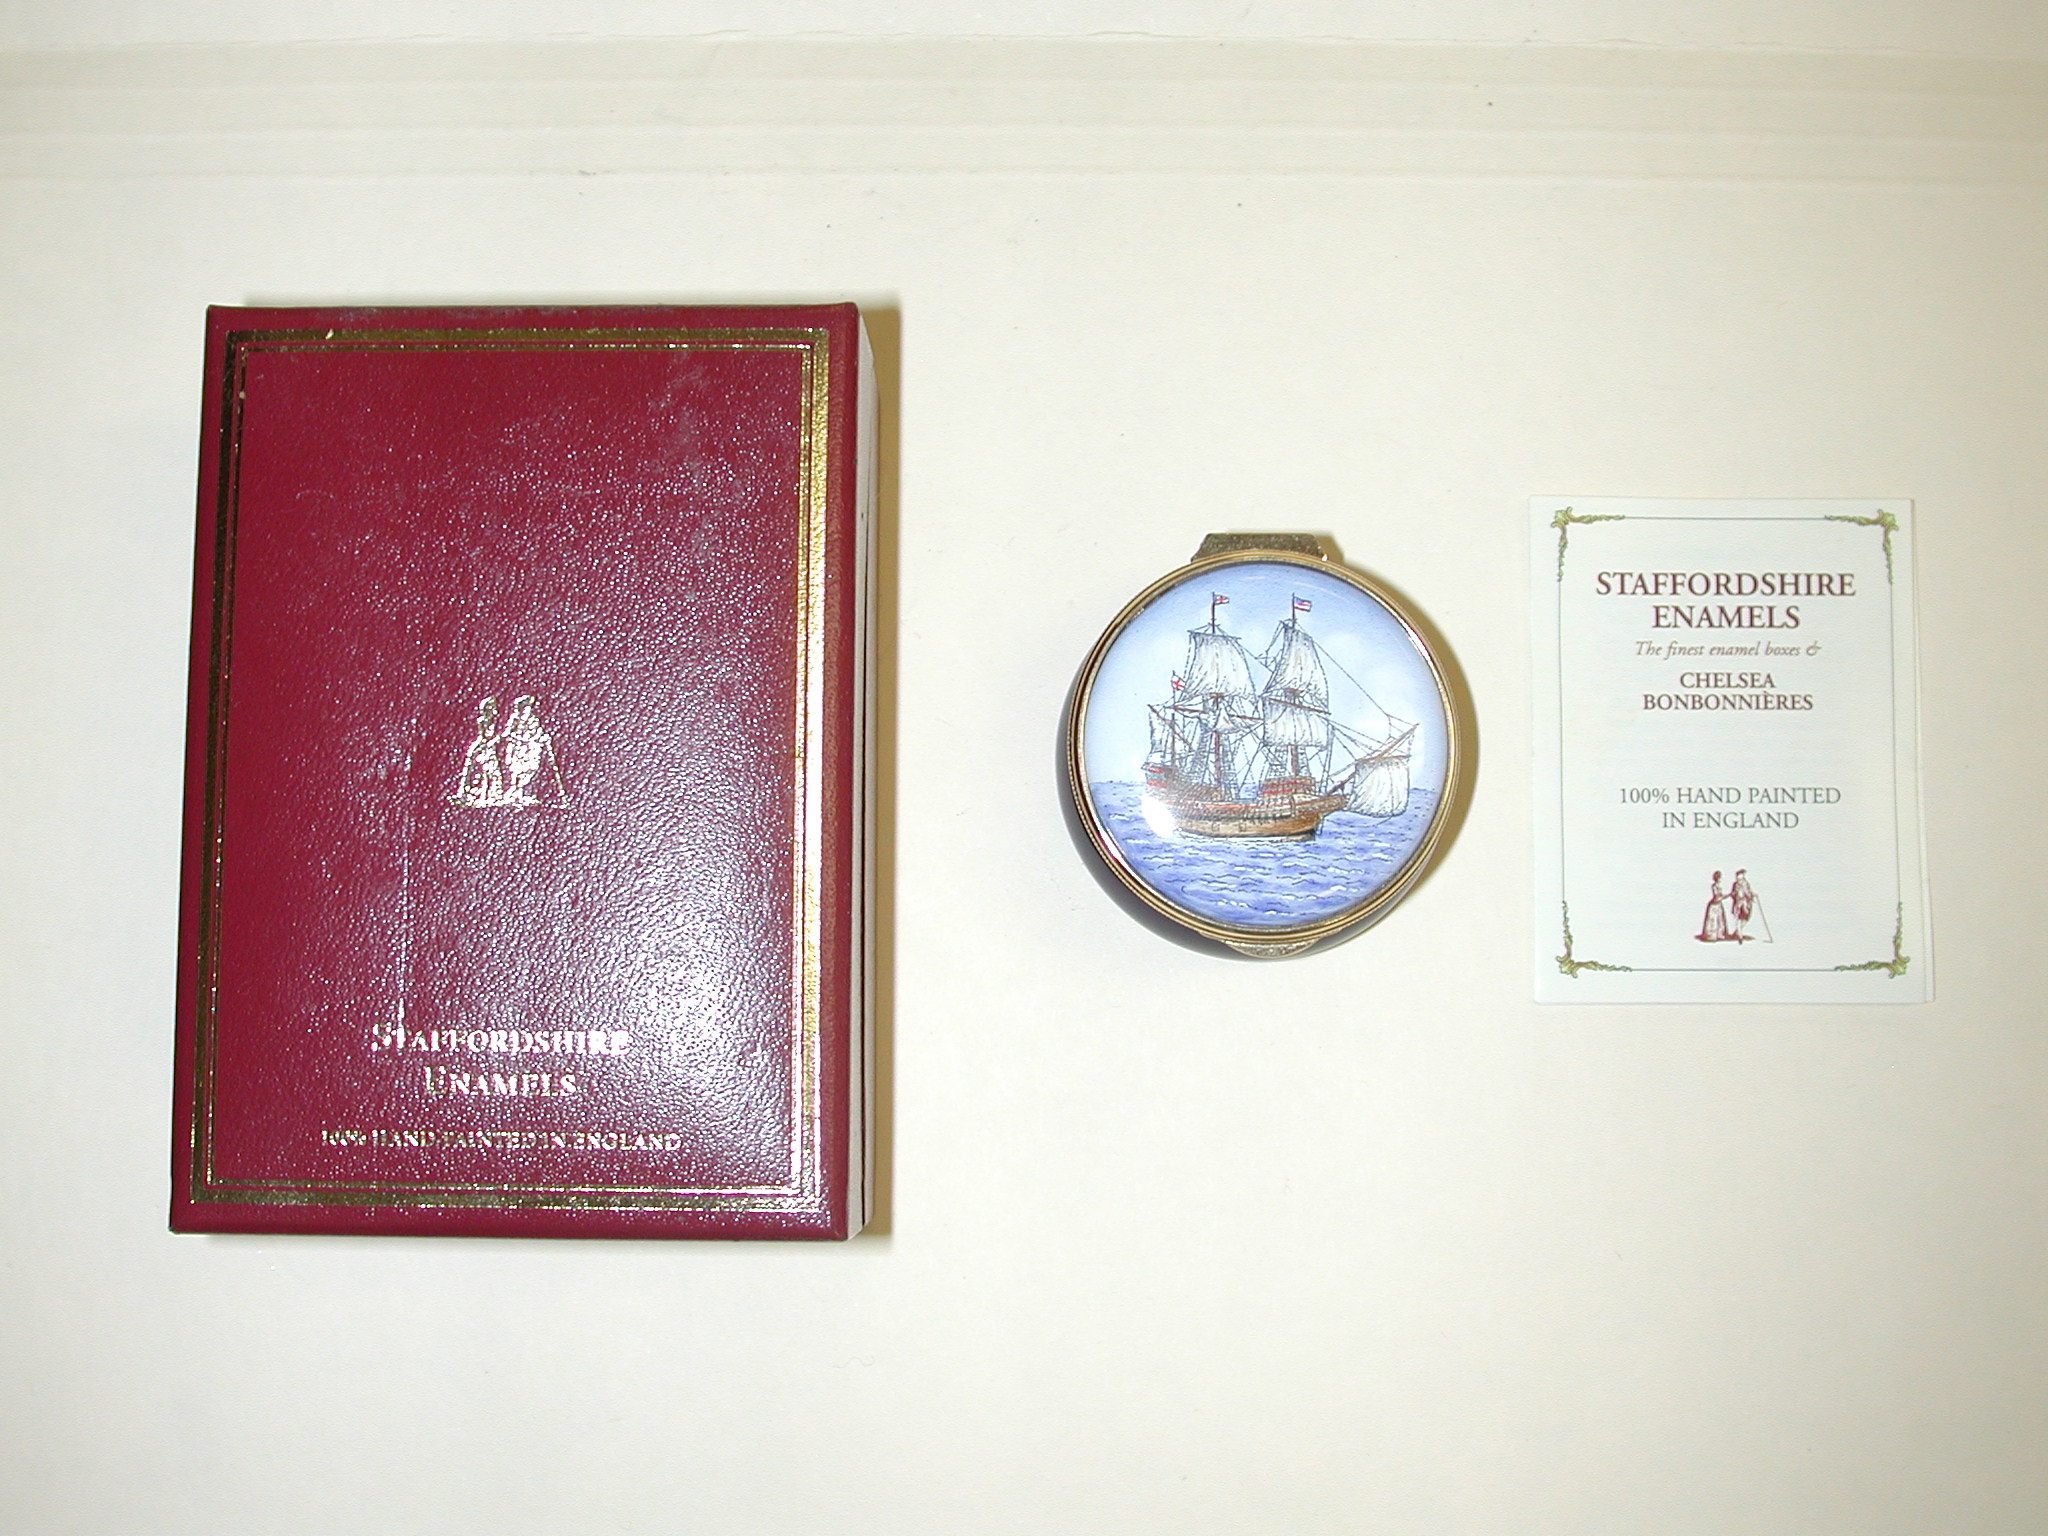 STAFFORDSHIRE
ENAMELS
100% HAND PAINTED IN ENGLAND
STAFFORDSHIRE
ENAMELS
The finest enamel boxes &
CHELSEA
BONBONNIÈRES
100% HAND PAINTED
IN ENGLAND